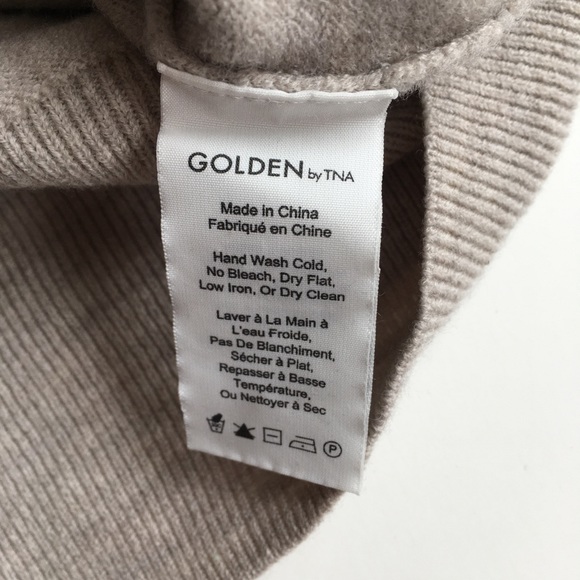 GOLDEN by TNA
Made in China
Fabriqué en Chine
Hand Wash Cold,
No Bleach, Dry Flat,
Low Iron, Or Dry Clean
Laver à La Main à
L'eau Froide,
Pas De Blanchiment,
Sécher à Plat,
Repasser à Basse
Température,
Ou Nettoyer à Sec
P